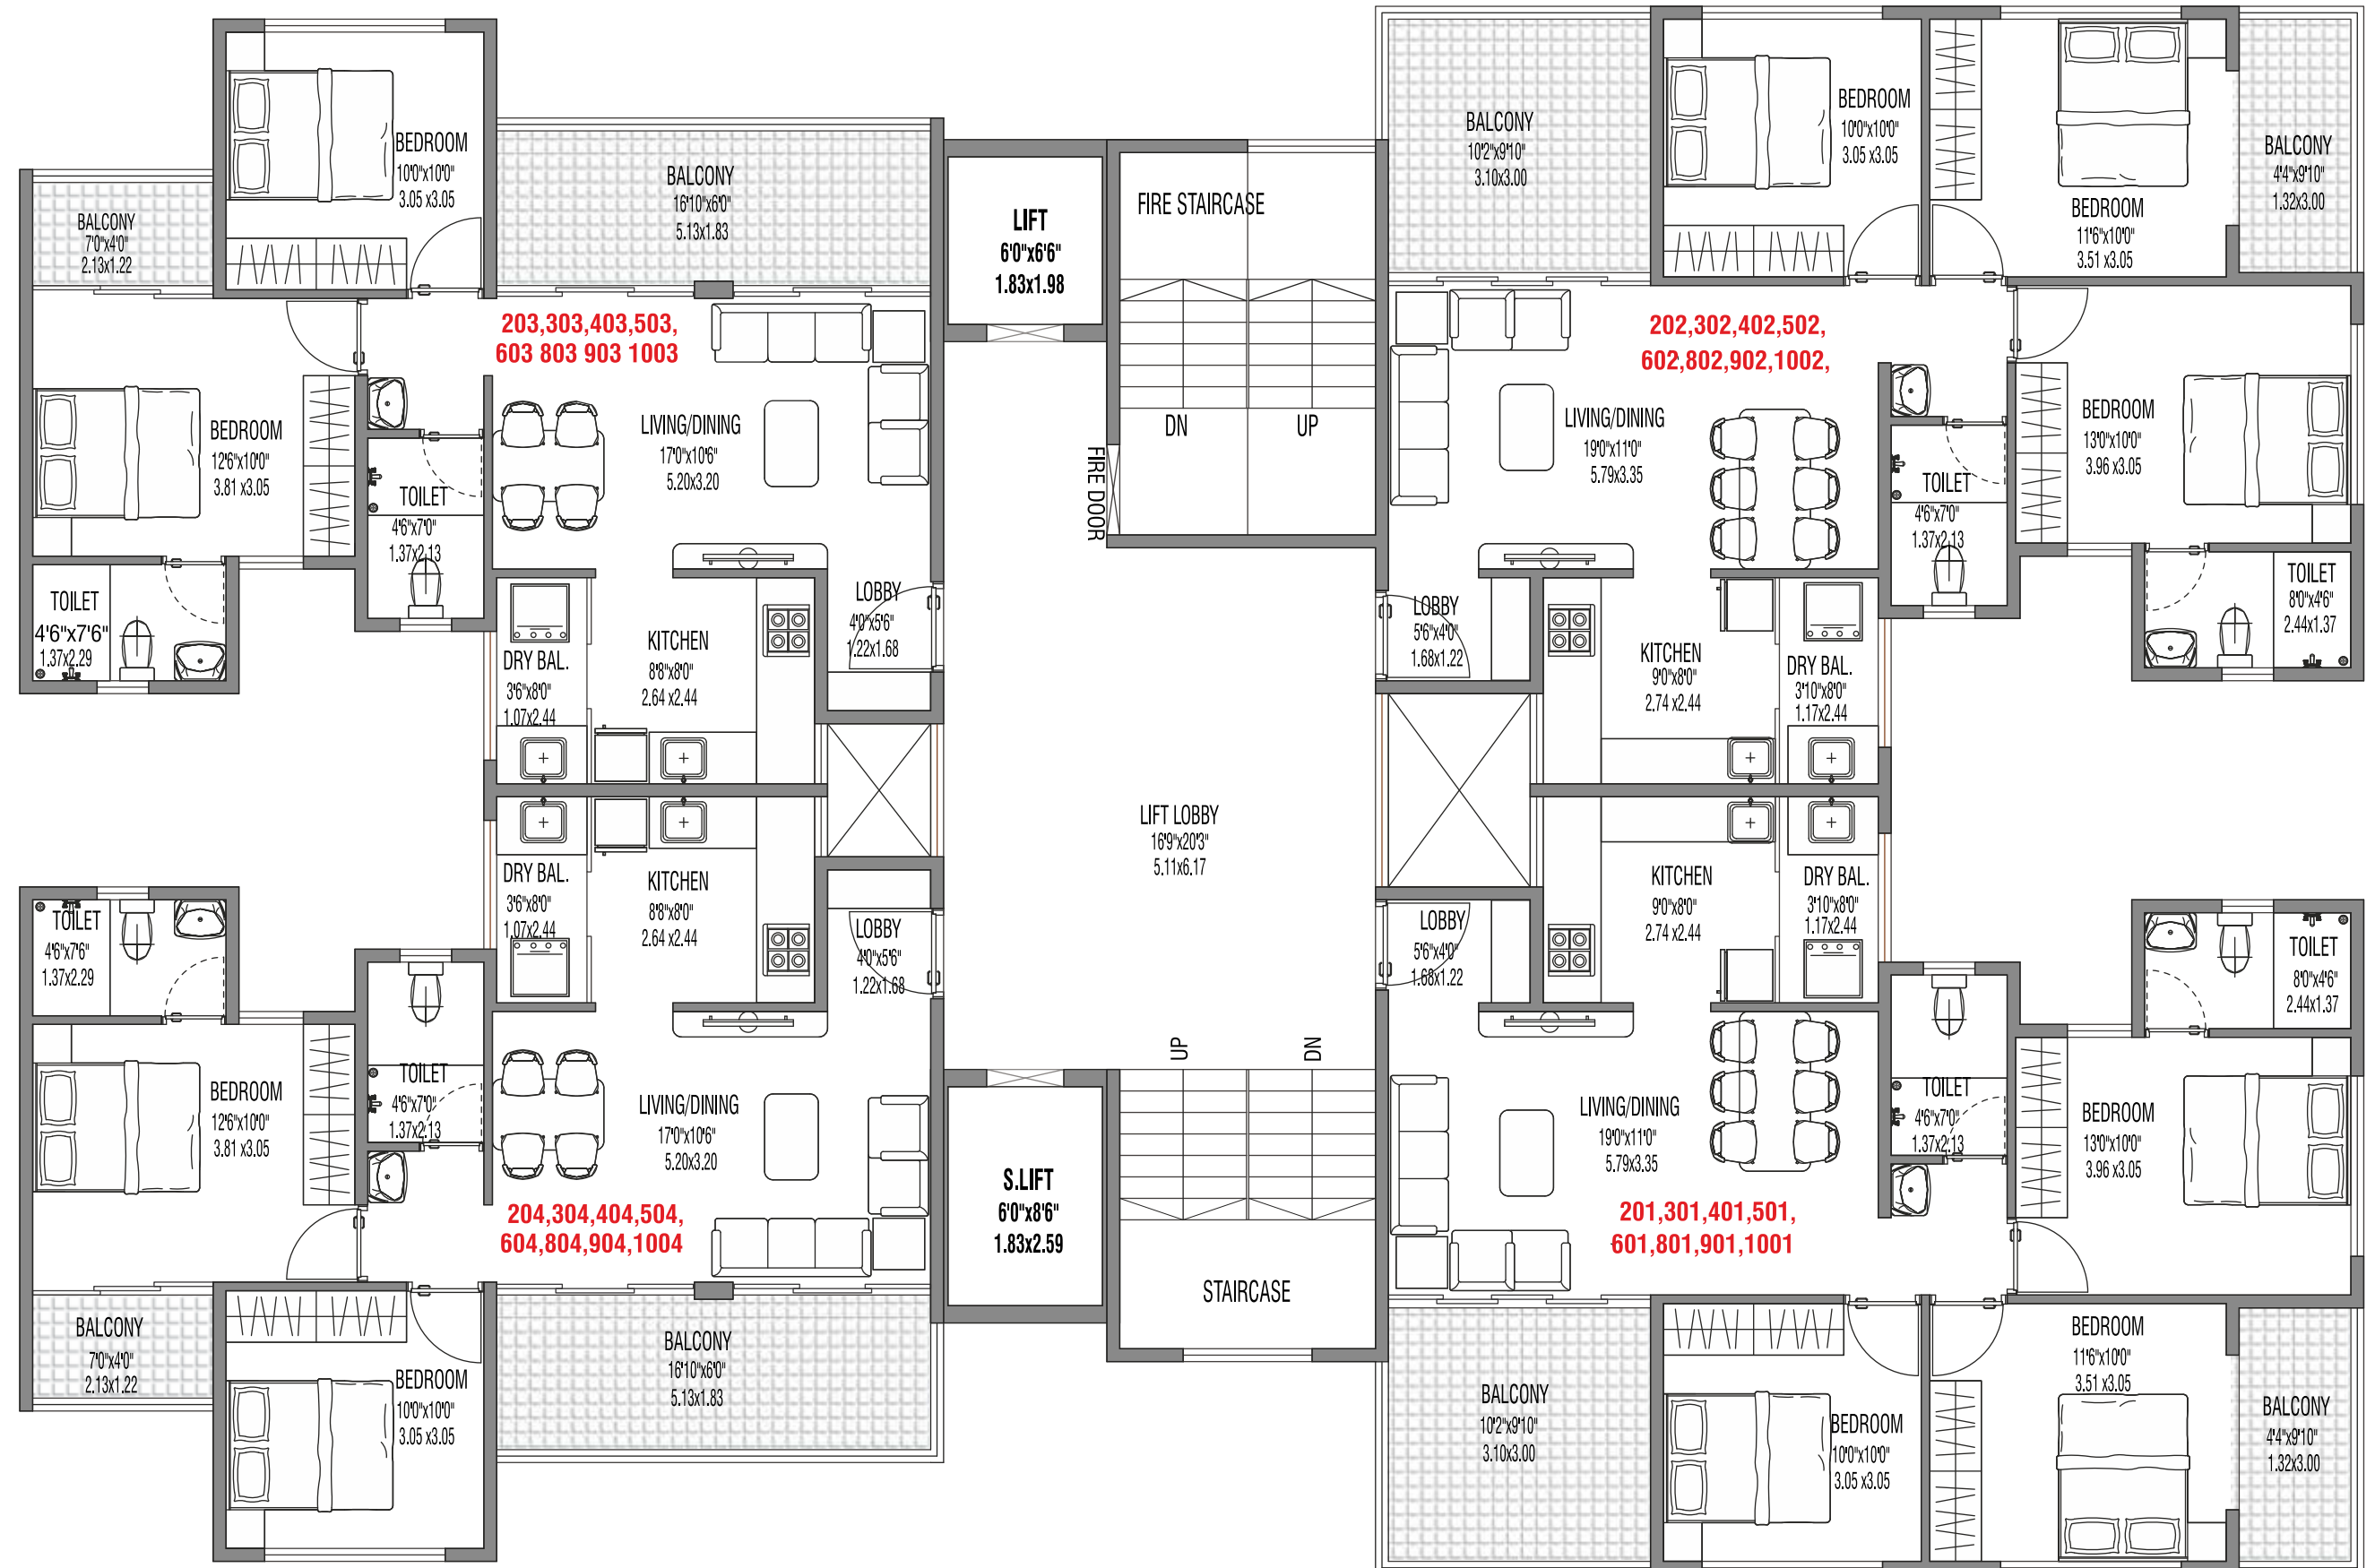 BEDROOM
10'0"x10'0"
3.05 x3.05
BALCONY
7'0"x4'0"
2.13x1.22
BALCONY
16'10"x6'0"
5.13x1.83
203,303,403,503,
603 803 903 1003
BEDROOM
12'6"x10'0"
3.81 x3.05
TOILET
4'6"x7'0"
1.37x2.13
LIVING/DINING
17'0"x10'6"
5.20x3.20
TOILET
4'6"x7'6"
1.37x2.29
DRY BAL.
3'6"x8'0"
1.07x2.44
KITCHEN
8'8"x8'0"
2.64 x2.44
LOBBY
4'0"x5'6"
1.22x1.68
LIFT
6'0"x6'6"
1.83x1.98
FIRE STAIRCASE
DN
UP
FIRE DOOR
BALCONY
10'2"x9'10"
3.10x3.00
BEDROOM
10'0"x10'0"
3.05 x3.05
BEDROOM
11'6"x10'0"
3.51 x3.05
BALCONY
4'4"x9'10"
1.32x3.00
202,302,402,502,
602,802,902,1002,
LIVING/DINING
19'0"x11'0"
5.79x3.35
TOILET
4'6"x7'0"
1.37x2.13
BEDROOM
13'0"x10'0"
3.96 x3.05
LOBBY
5'6"x4'0"
1.68x1.22
KITCHEN
9'0"x8'0"
2.74 x2.44
DRY BAL.
3'10"x8'0"
1.17x2.44
TOILET
8'0"x4'6"
2.44x1.37
LIFT LOBBY
16'9"x20'3"
5.11x6.17
TOILET
4'6"x7'6"
1.37x2.29
DRY BAL.
3'6"x8'0"
1.07x2.44
KITCHEN
8'8"x8'0"
2.64 x2.44
LOBBY
4'0"x5'6"
1.22x1.68
BEDROOM
12'6"x10'0"
3.81 x3.05
TOILET
4'6"x7'0"
1.37x2.13
LIVING/DINING
17'0"x10'6"
5.20x3.20
204,304,404,504,
604,804,904,1004
BALCONY
7'0"x4'0"
2.13x1.22
BEDROOM
10'0"x10'0"
3.05 x3.05
BALCONY
16'10"x6'0"
5.13x1.83
S.LIFT
6'0"x8'6"
1.83x2.59
UP
DN
STAIRCASE
LOBBY
5'6"x4'0"
1.68x1.22
KITCHEN
9'0"x8'0"
2.74 x2.44
DRY BAL.
3'10"x8'0"
1.17x2.44
TOILET
8'0"x4'6"
2.44x1.37
LIVING/DINING
19'0"x11'0"
5.79x3.35
TOILET
4'6"x7'0"
1.37x2.13
BEDROOM
13'0"x10'0"
3.96 x3.05
201,301,401,501,
601,801,901,1001
BALCONY
10'2"x9'10"
3.10x3.00
BEDROOM
10'0"x10'0"
3.05 x3.05
BEDROOM
11'6"x10'0"
3.51 x3.05
BALCONY
4'4"x9'10"
1.32x3.00